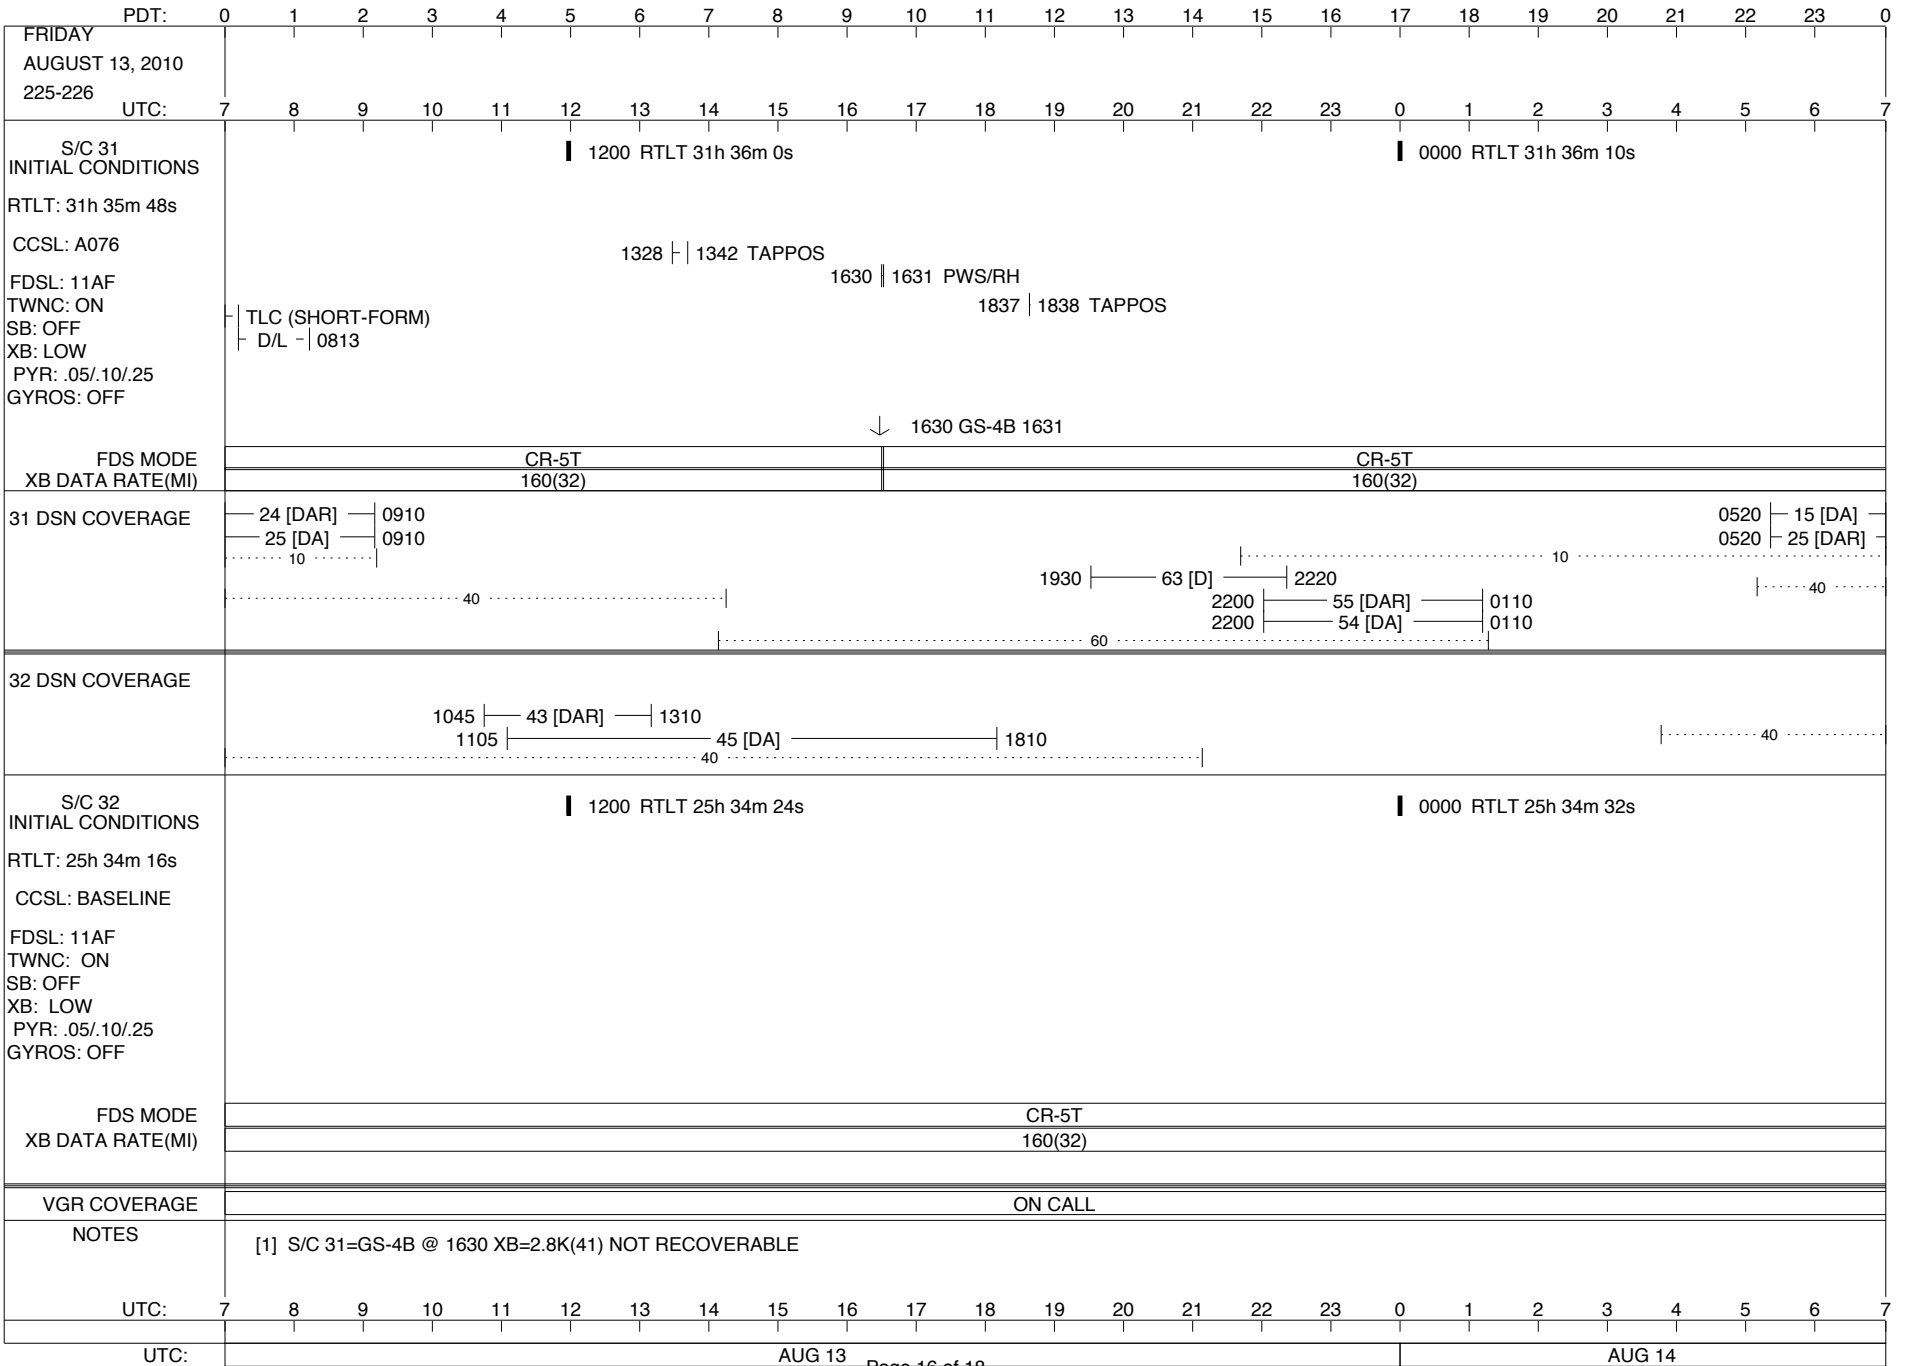 PDT: 0 1 2 3 4 5 6 7 8 9 10 11 12 13 14 15 16 17 18 19 20 21 22 23 0
FRIDAY
AUGUST 13, 2010
225-226
UTC: 7 8 9 10 11 12 13 14 15 16 17 18 19 20 21 22 23 0 1 2 3 4 5 6 7
S/C 31
INITIAL CONDITIONS
1200 RTLT 31h 36m 0s
0000 RTLT 31h 36m 10s
RTLT: 31h 35m 48s
CCSL: A076
1328 1342 TAPPOS
FDSL: 11AF
1630 1631 PWS/RH
TWNC: ON
1837 1838 TAPPOS
TLC (SHORT-FORM)
SB: OFF
D/L 0813
XB: LOW
PYR: .05/.10/.25
GYROS: OFF
1630 GS-4B 1631
FDS MODE CR-5T CR-5T
XB DATA RATE(MI) 160(32) 160(32)
31 DSN COVERAGE
24 [DAR] 0910
0520 15 [DA]
25 [DA] 0910
0520 25 [DAR]
10
10
1930 63 [D] 2220
40
40
2200 55 [DAR] 0110
2200 54 [DA] 0110
60
32 DSN COVERAGE
1045 43 [DAR] 1310
1105 45 [DA] 1810
40
40
S/C 32
INITIAL CONDITIONS
1200 RTLT 25h 34m 24s
0000 RTLT 25h 34m 32s
RTLT: 25h 34m 16s
CCSL: BASELINE
FDSL: 11AF
TWNC: ON
SB: OFF
XB: LOW
PYR: .05/.10/.25
GYROS: OFF
FDS MODE CR-5T
XB DATA RATE(MI) 160(32)
VGR COVERAGE ON CALL
NOTES
[1] S/C 31=GS-4B @ 1630 XB=2.8K(41) NOT RECOVERABLE
UTC: 7 8 9 10 11 12 13 14 15 16 17 18 19 20 21 22 23 0 1 2 3 4 5 6 7
UTC: AUG 13 AUG 14
Page 16 of 18